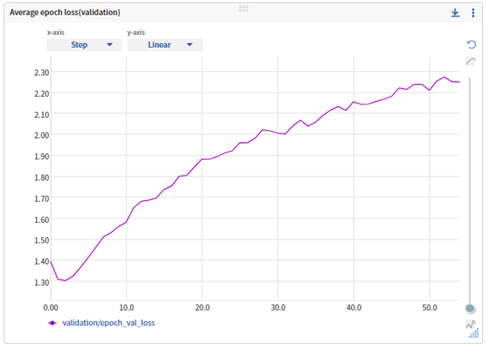 Average epoch loss(validation)
x-axis
y-axis
Step
Linear
2.30
2.20
2.10
2.00
1.90
1.80
1.70
1.60
1.50
1.40
1.30
0.00 10.0 20.0 30.0 40.0 50.0
validation/epoch_val_loss